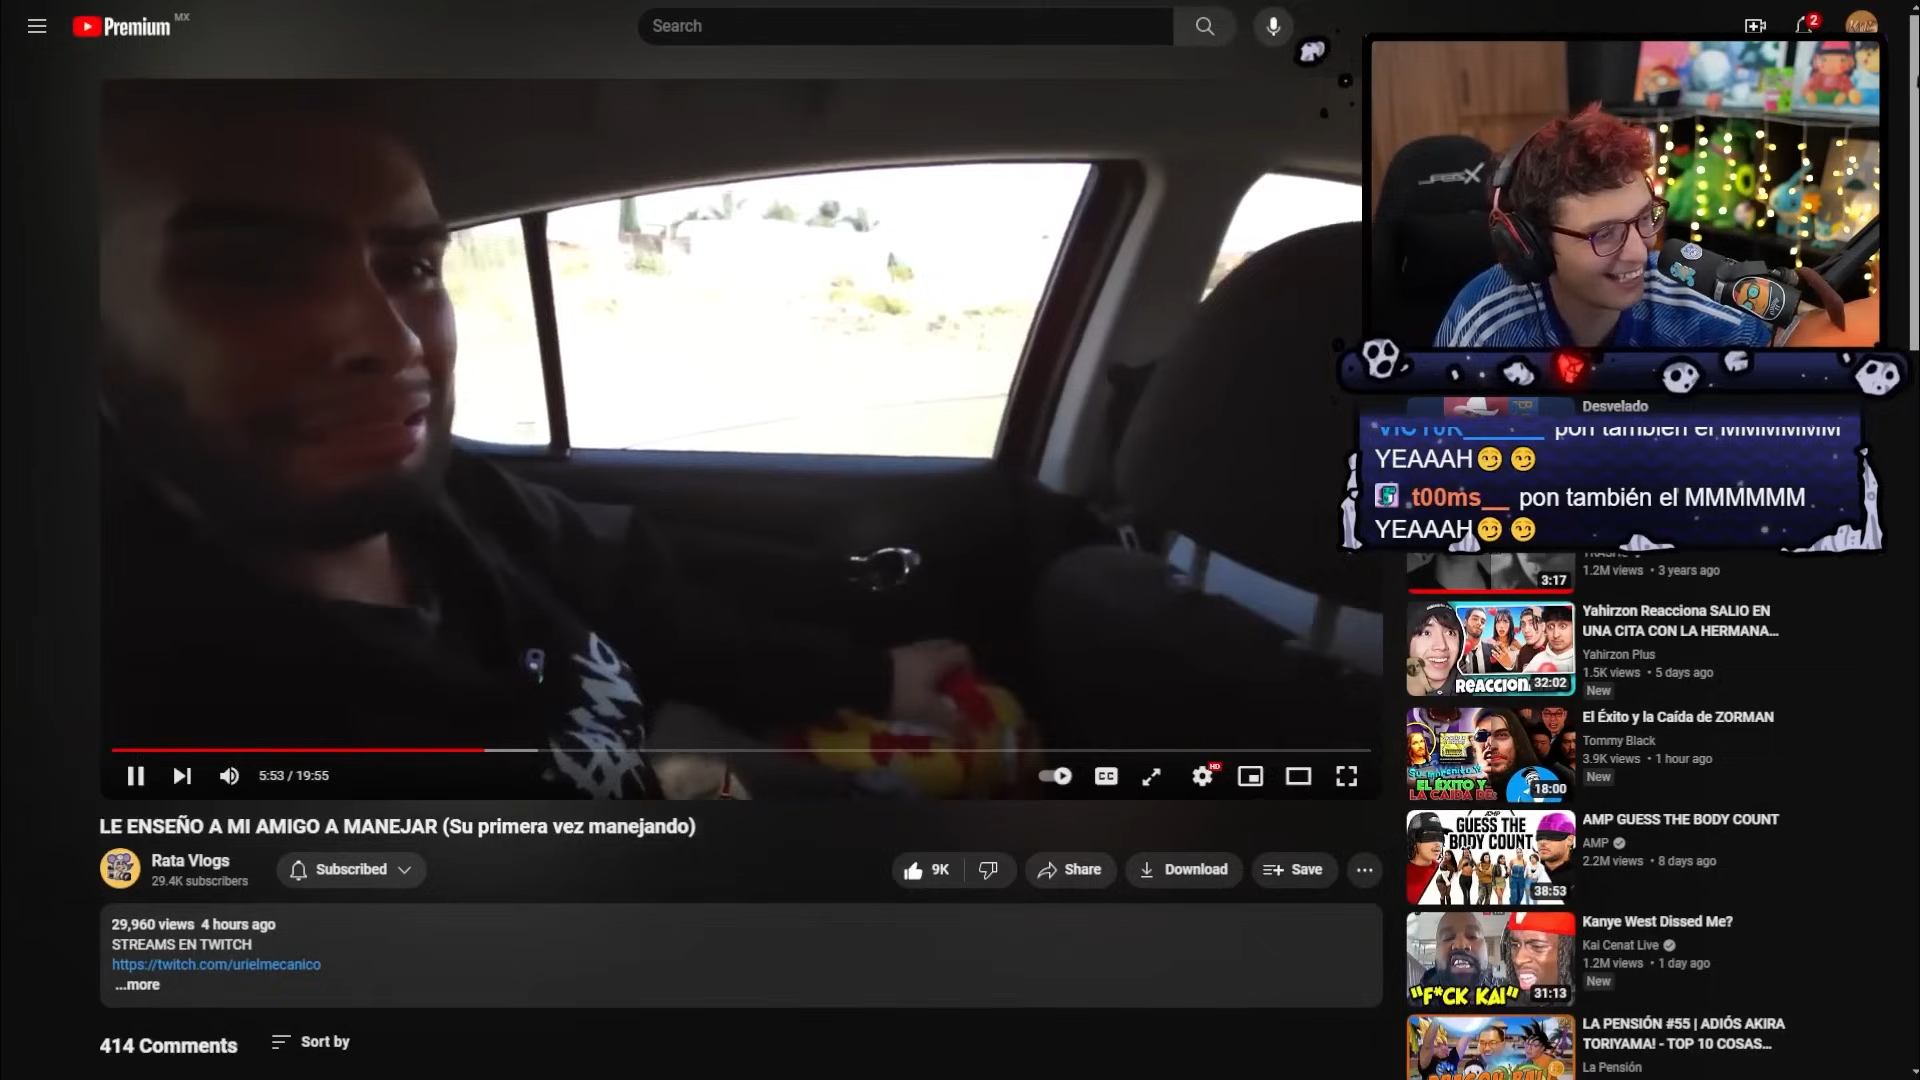 Premium MX
Search
2
JPEGX
VICT0R______ pon también el MMMMMM
YEAAAH
t00ms__ pon también el MMMMMM
YEAAAH
5:53 / 19:55
CC
HD
LE ENSEÑO A MI AMIGO A MANEJAR (Su primera vez manejando)
Rata Vlogs
29.4K subscribers
Subscribed
9K
Share
Download
Save
29,960 views 4 hours ago
STREAMS EN TWITCH
https://twitch.com/urielmecanico
...more
414 Comments
Sort by
Desvelado
3:17
1.2M views • 3 years ago
REACCION
32:02
Yahirzon Reacciona SALIO EN
UNA CITA CON LA HERMANA...
Yahirzon Plus
1.5K views • 5 days ago
New
EL ÉXITO Y
LA CAÍDA DE:
18:00
El Éxito y la Caída de ZORMAN
Tommy Black
3.9K views • 1 hour ago
New
AMP
GUESS THE
BODY COUNT
38:53
AMP GUESS THE BODY COUNT
AMP
2.2M views • 8 days ago
"F*CK KAI"
31:13
Kanye West Dissed Me?
Kai Cenat Live
1.2M views • 1 day ago
New
LA PENSIÓN #55 | ADIÓS AKIRA
TORIYAMA! - TOP 10 COSAS...
La Pensión